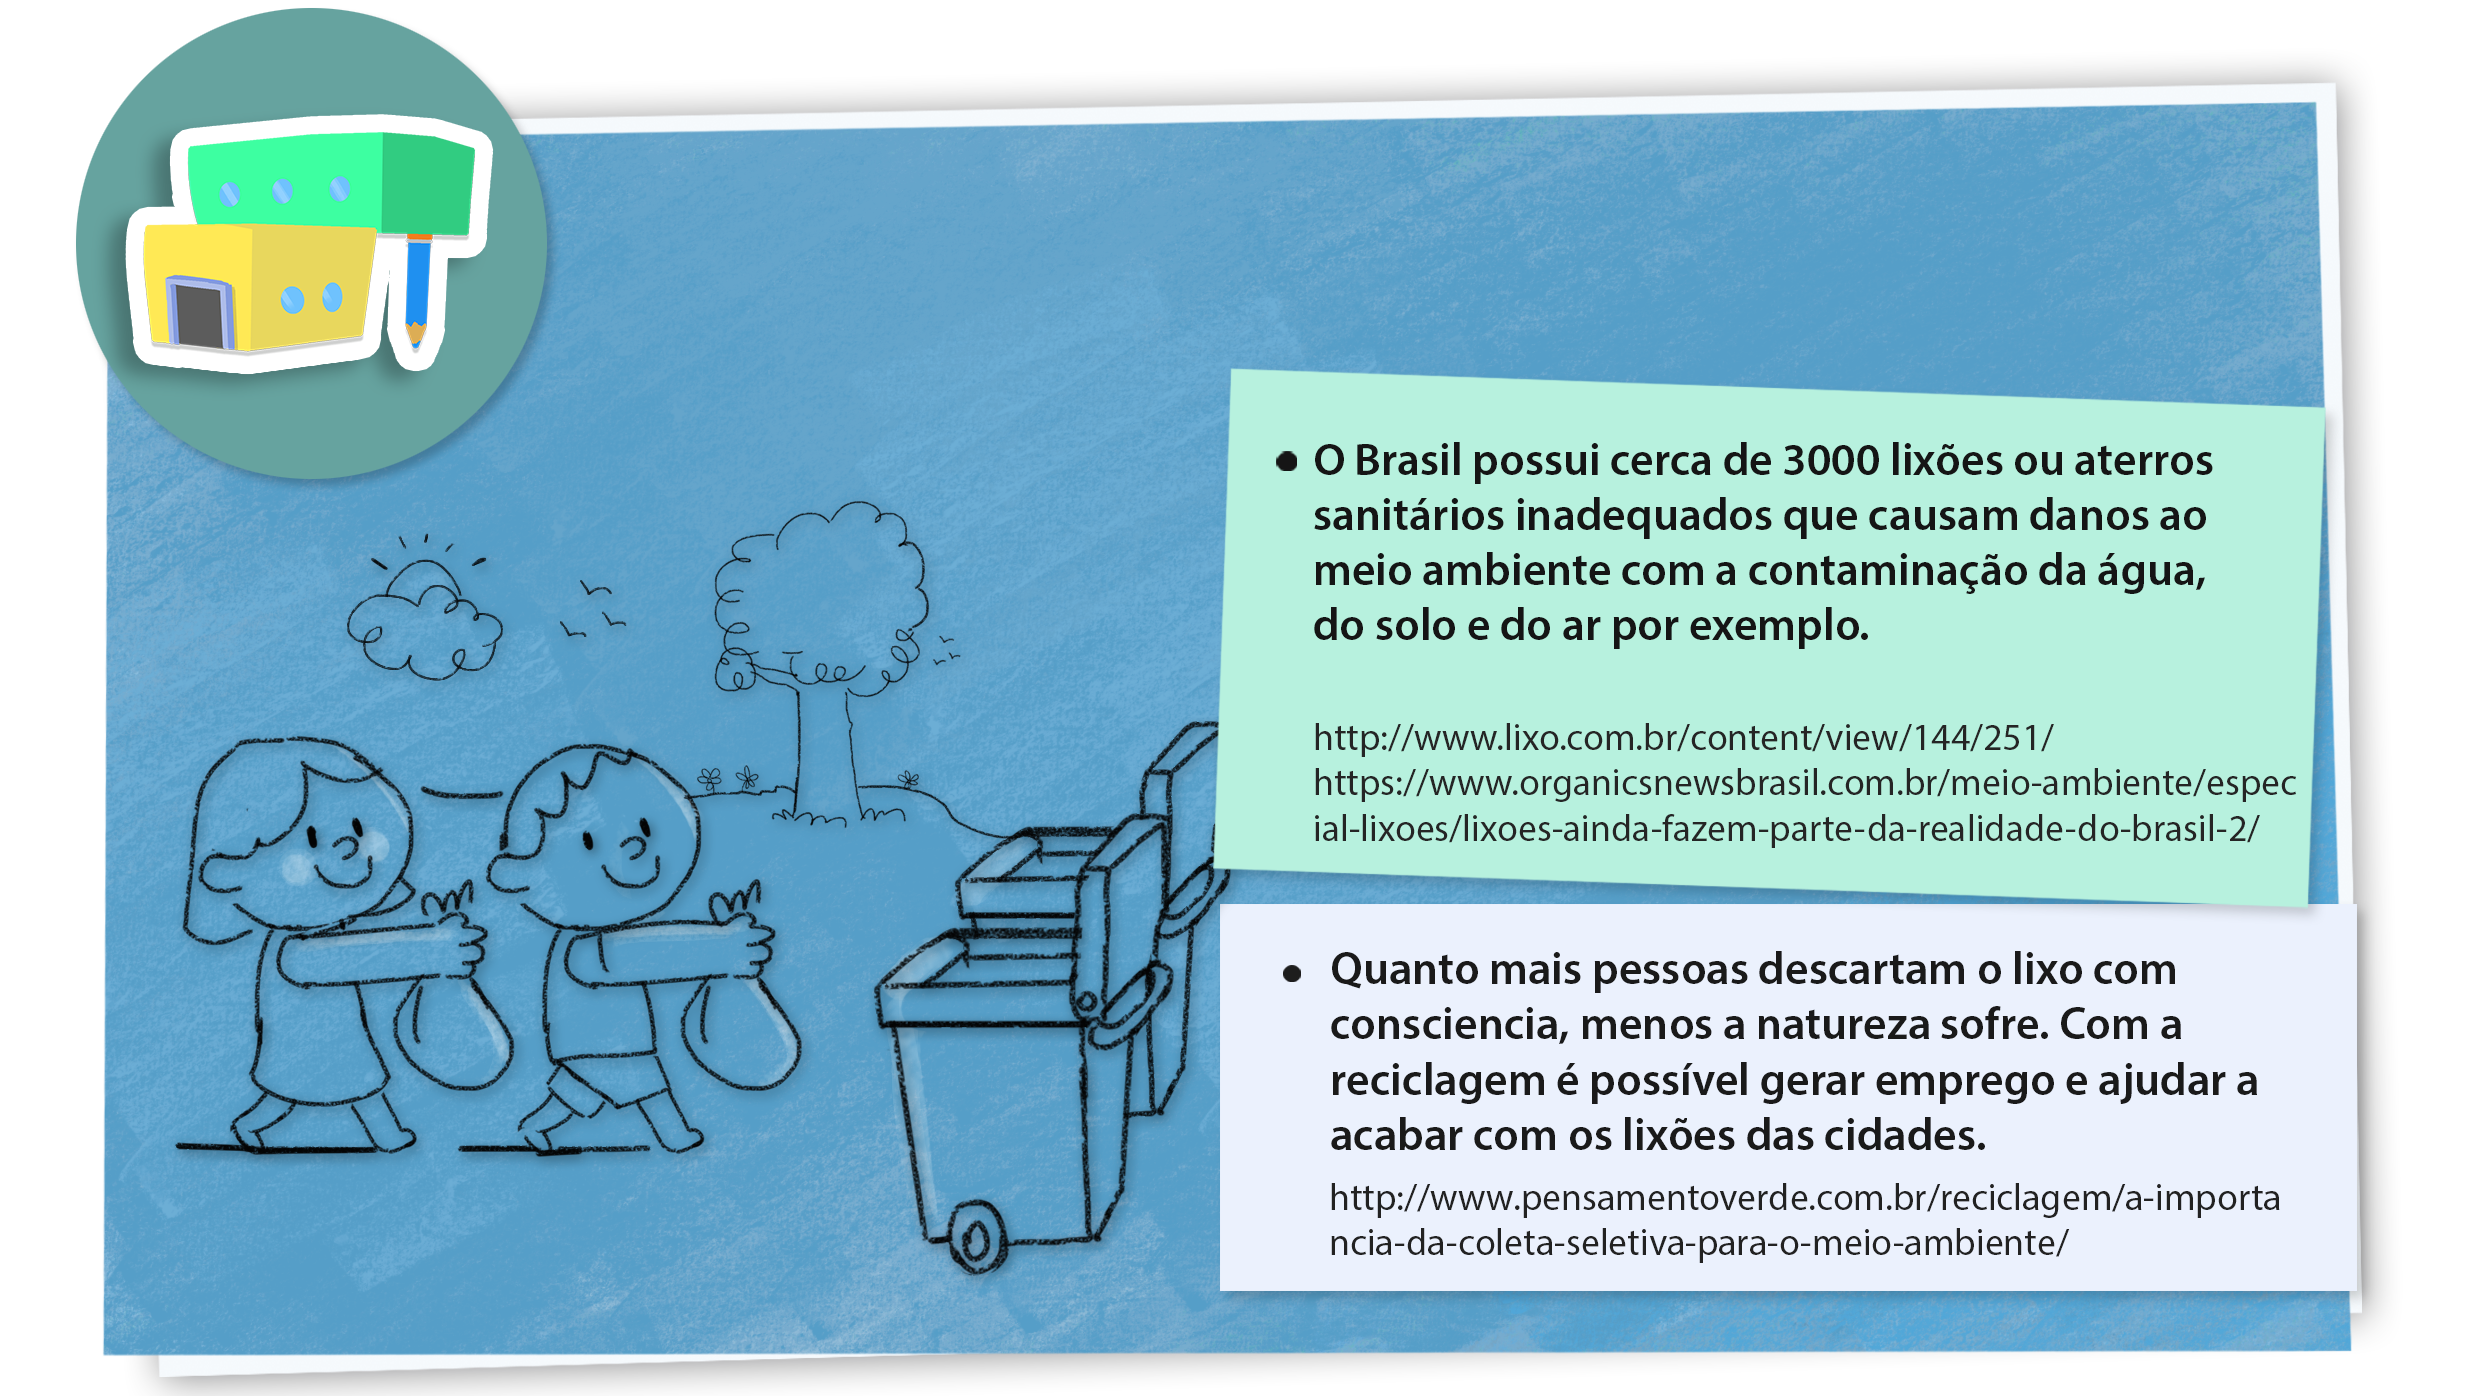 • O Brasil possui cerca de 3000 lixões ou aterros
sanitários inadequados que causam danos ao
meio ambiente com a contaminação da água,
do solo e do ar por exemplo.
http://www.lixo.com.br/content/view/144/251/
https://www.organicsnewsbrasil.com.br/meio-ambiente/espec
ial-lixoes/lixoes-ainda-fazem-parte-da-realidade-do-brasil-2/
• Quanto mais pessoas descartam o lixo com
consciencia, menos a natureza sofre. Com a
reciclagem é possível gerar emprego e ajudar a
acabar com os lixões das cidades.
http://www.pensamentoverde.com.br/reciclagem/a-importa
ncia-da-coleta-seletiva-para-o-meio-ambiente/